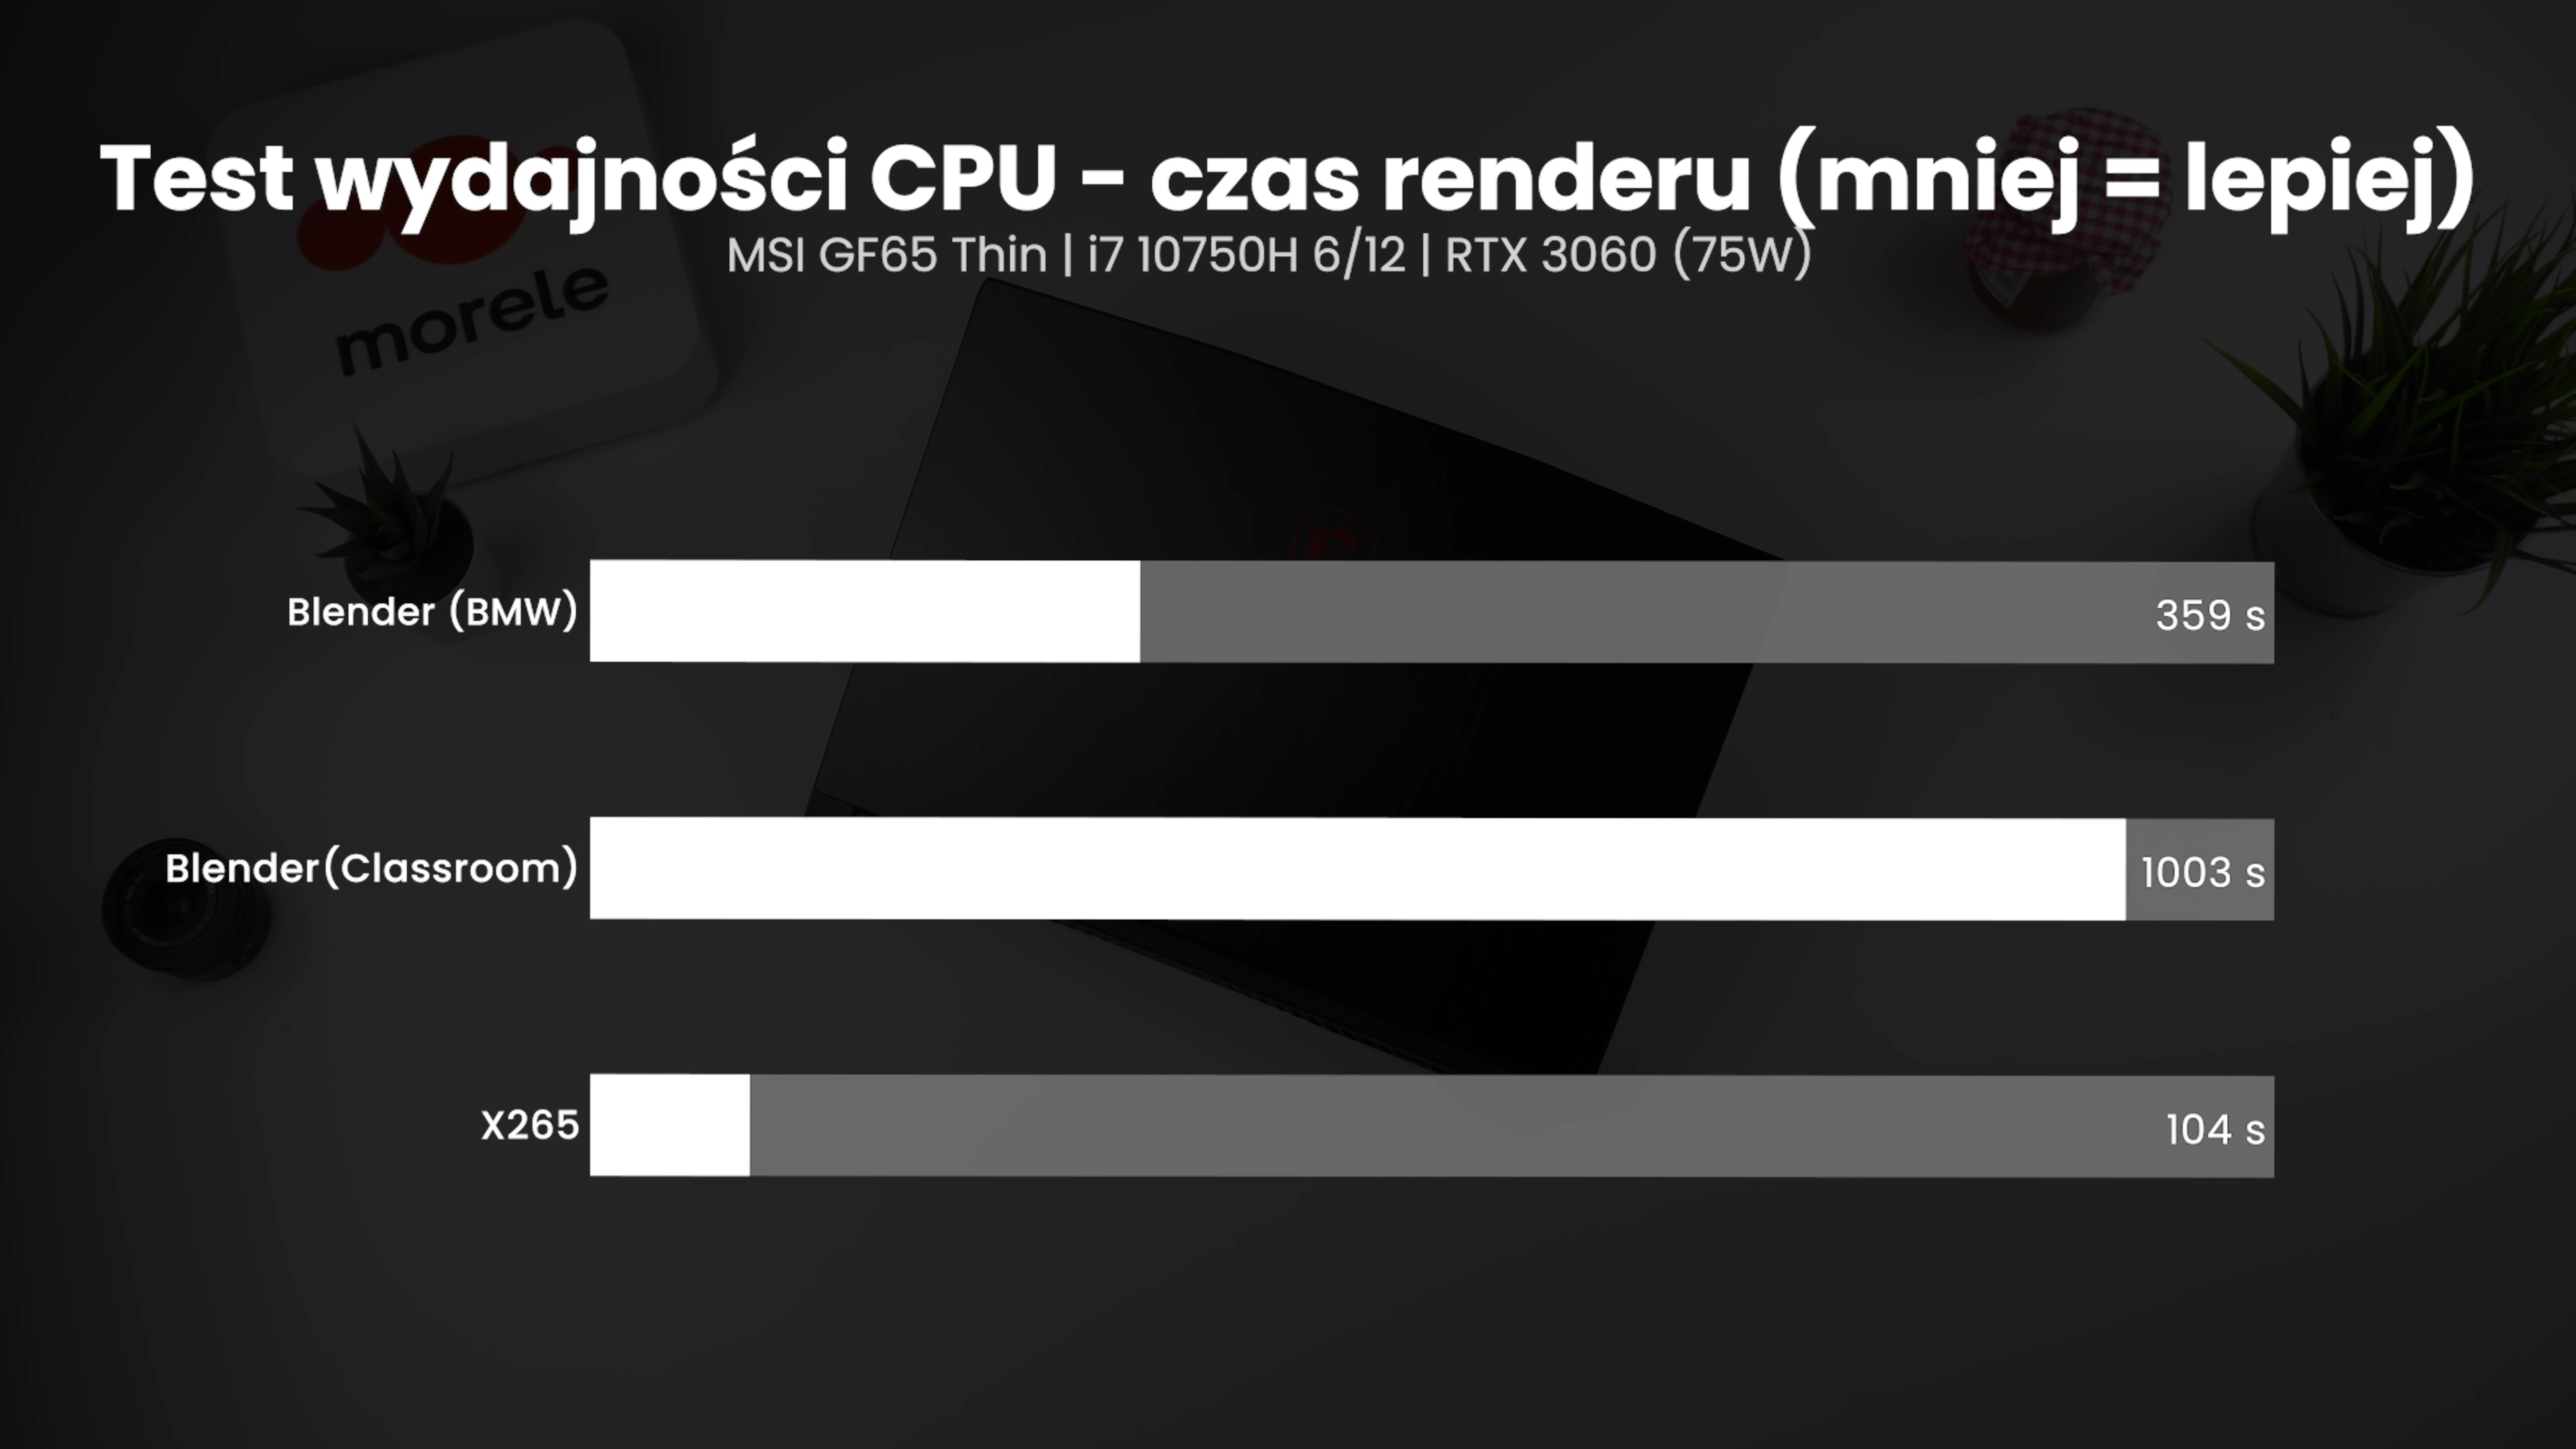 Test wydajności CPU - czas renderu (mniej = lepiej)
MSI GF65 Thin | i7 10750H 6/12 | RTX 3060 (75W)
morele
Blender (BMW)
359 s
Blender(Classroom)
1003 s
X265
104 s